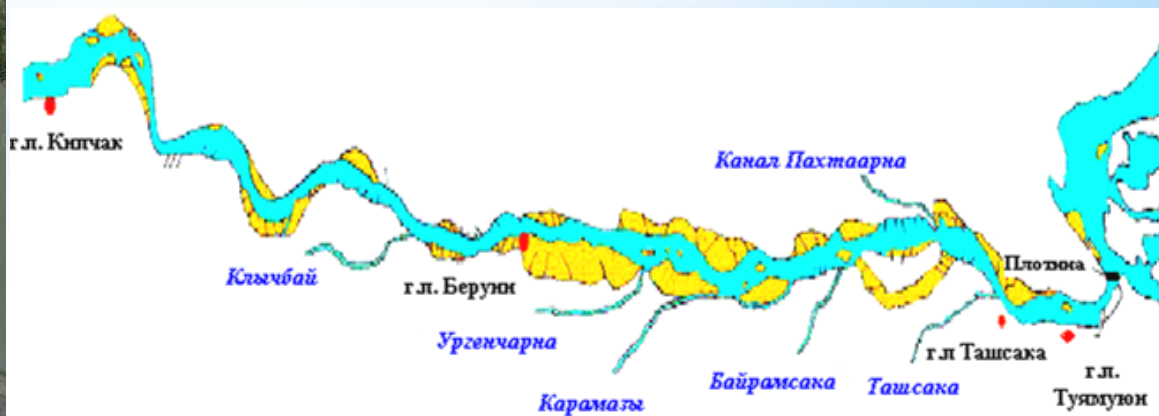 г.п. Кипчак
Канал Пахтаарна
Плотина
Клычбай
г.п. Беруни
Ургенчарна
г.п Ташсака
Байрамсака
Ташсака
г.п.
Туямуюн
Карамазы